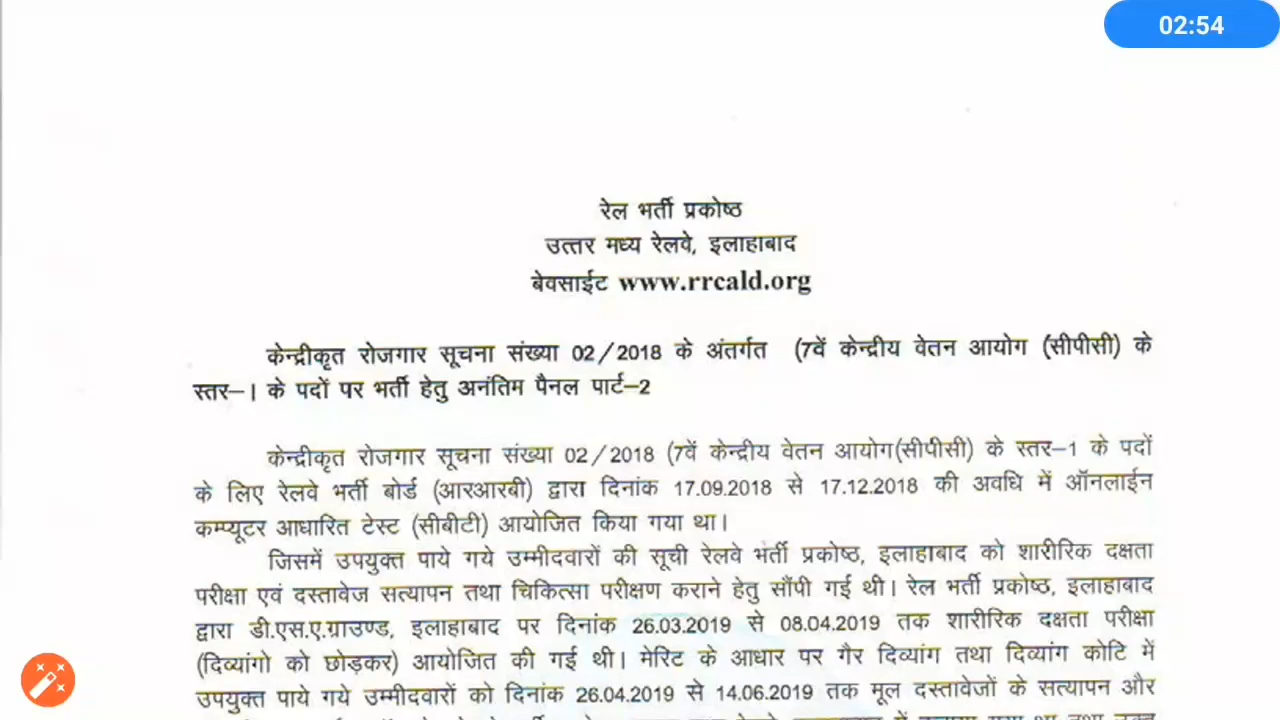 02:54
रेल भर्ती प्रकोष्ठ
उत्तर मध्य रेलवे, इलाहाबाद
बेवसाईट www.rrcald.org
केन्द्रीकृत रोजगार सूचना संख्या 02/2018 के अंतर्गत (7वें केन्द्रीय वेतन आयोग (सीपीसी) के
स्तर–। के पदों पर भर्ती हेतु अनंतिम पैनल पार्ट–2
केन्द्रीकृत रोजगार सूचना संख्या 02/2018 (7वें केन्द्रीय वेतन आयोग(सीपीसी) के स्तर–1 के पदों
के लिए रेलवे भर्ती बोर्ड (आरआरबी) द्वारा दिनांक 17.09.2018 से 17.12.2018 की अवधि में ऑनलाईन
कम्प्यूटर आधारित टेस्ट (सीबीटी) आयोजित किया गया था।
जिसमें उपयुक्त पाये गये उम्मीदवारों की सूची रेलवे भर्ती प्रकोष्ठ, इलाहाबाद को शारीरिक दक्षता
परीक्षा एवं दस्तावेज सत्यापन तथा चिकित्सा परीक्षण कराने हेतु सौंपी गई थी। रेल भर्ती प्रकोष्ठ, इलाहाबाद
द्वारा डी.एस.ए.ग्राउण्ड, इलाहाबाद पर दिनांक 26.03.2019 से 08.04.2019 तक शारीरिक दक्षता परीक्षा
(दिव्यांगो को छोड़कर) आयोजित की गई थी। मेरिट के आधार पर गैर दिव्यांग तथा दिव्यांग कोटि में
उपयुक्त पाये गये उम्मीदवारों को दिनांक 26.04.2019 से 14.06.2019 तक मूल दस्तावेजों के सत्यापन और